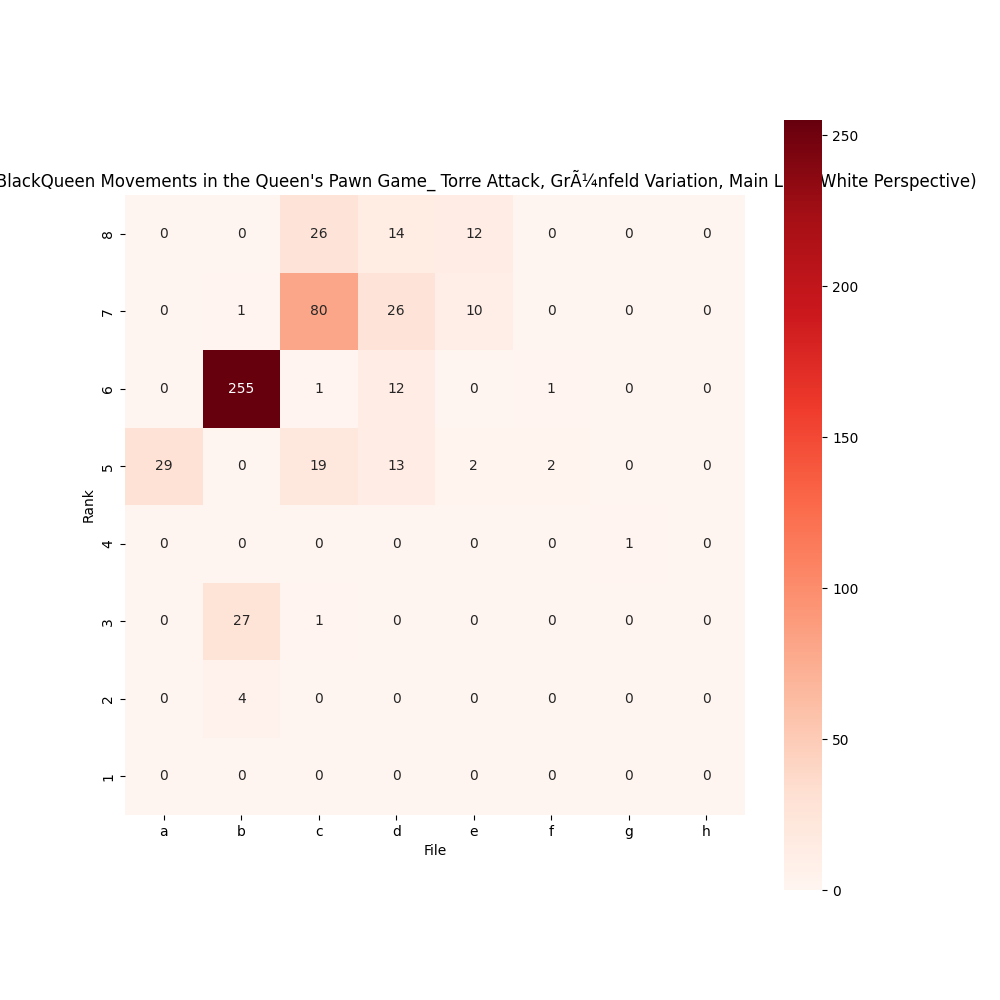 BlackQueen Movements in the Queen's Pawn Game_ Torre Attack, GrÃ¼nfeld Variation, Main L White Perspective)
250
200
150
100
50
0
8 0 0 26 14 12 0 0 0
7 0 1 80 26 10 0 0 0
6 0 255 1 12 0 1 0 0
5 29 0 19 13 2 2 0 0
4 0 0 0 0 0 0 1 0
3 0 27 1 0 0 0 0 0
2 0 4 0 0 0 0 0 0
1 0 0 0 0 0 0 0 0
Rank
a b c d e f g h
File